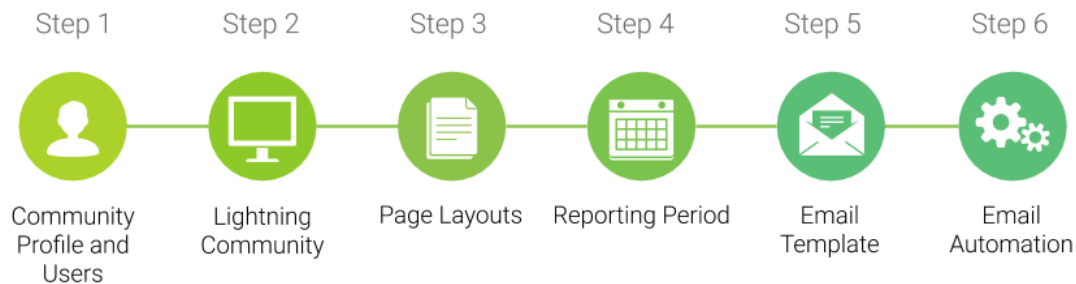 Step 1
Step 2
Step 3
Step 4
Step 5
Step 6
Community
Profile and
Users
Lightning
Community
Page Layouts
Reporting Period
Email
Template
Email
Automation